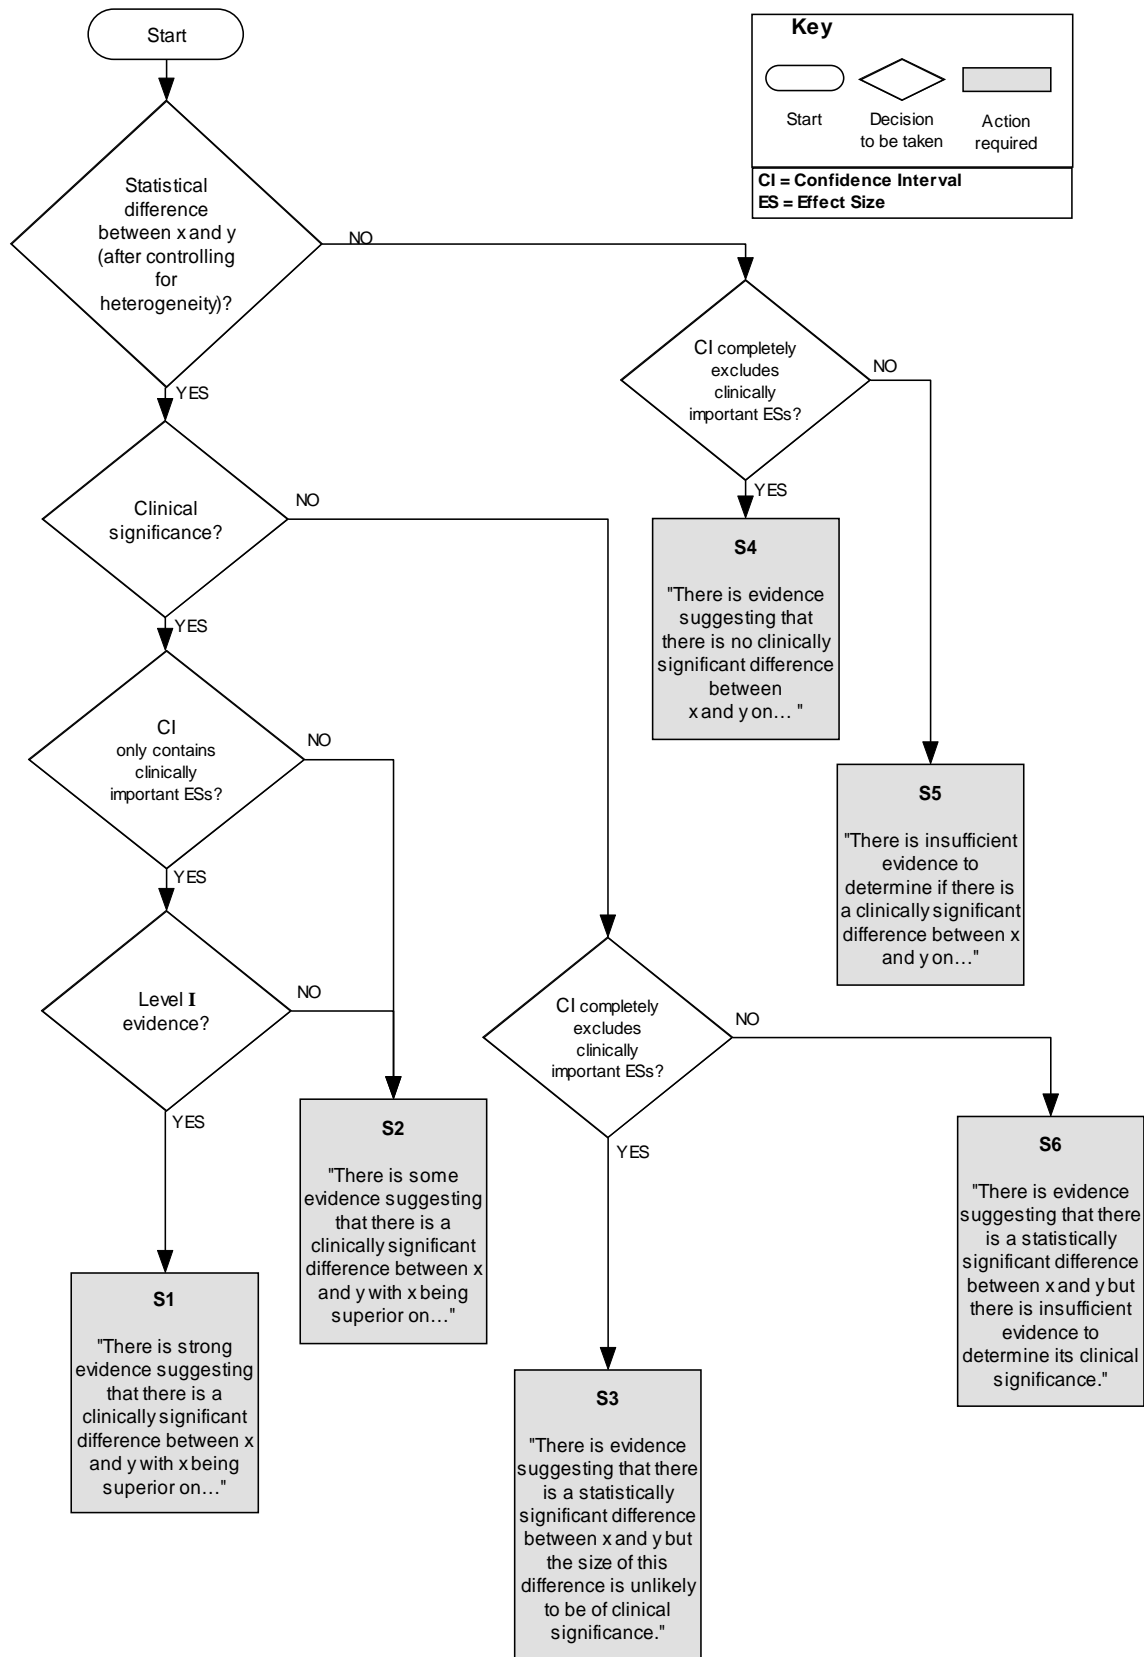 Start
Key
Start
Decision
to be taken
Action
required
CI = Confidence Interval
ES = Effect Size
Statistical
difference
between x and y
(after controlling
for
heterogeneity)?
NO
YES
CI completely
excludes
clinically
important ESs?
NO
YES
Clinical
significance?
NO
YES
S4
"There is evidence
suggesting that
there is no clinically
significant difference
between
x and y on... "
CI
only contains
clinically
important ESs?
NO
YES
S5
"There is insufficient
evidence to
determine if there is
a clinically significant
difference between x
and y on..."
Level I
evidence?
NO
YES
CI completely
excludes
clinically
important ESs?
NO
YES
S2
"There is some
evidence suggesting
that there is a
clinically significant
difference between x
and y with x being
superior on..."
S6
"There is evidence
suggesting that there
is a statistically
significant difference
between x and y but
there is insufficient
evidence to
determine its clinical
significance."
S1
"There is strong
evidence suggesting
that there is a
clinically significant
difference between x
and y with x being
superior on..."
S3
"There is evidence
suggesting that there
is a statistically
significant difference
between x and y but
the size of this
difference is unlikely
to be of clinical
significance."